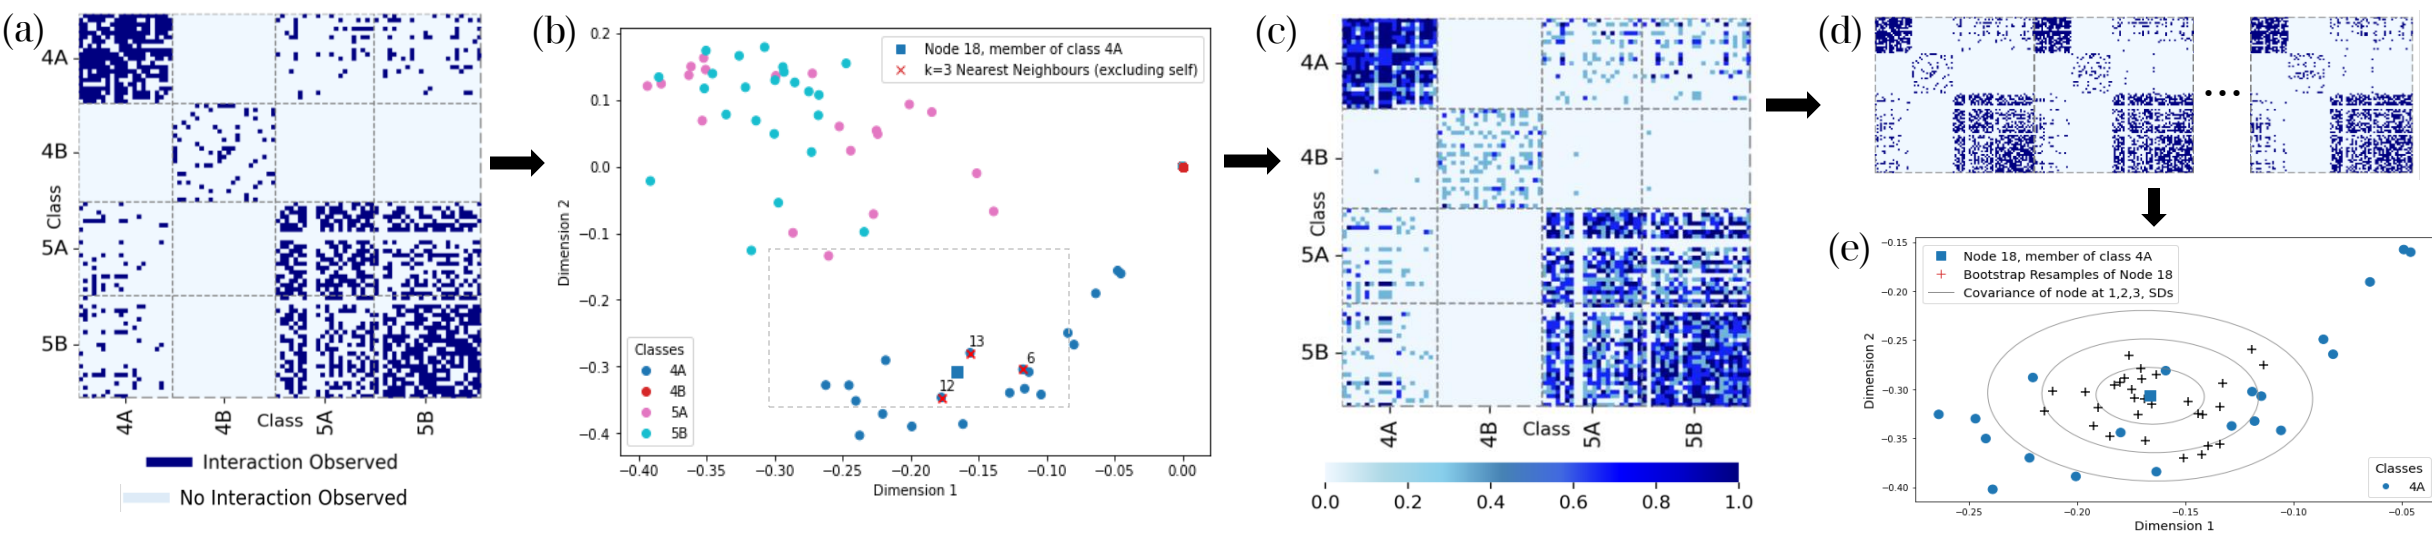 (a)
4A
4B
5A
5B
Class
4A
4B
Class
5A
5B
Interaction Observed
No Interaction Observed
(b)
0.2
0.1
0.0
−0.1
−0.2
−0.3
−0.4
Dimension 2
Node 18, member of class 4A
k=3 Nearest Neighbours (excluding self)
13
6
12
Classes
4A
4B
5A
5B
−0.40
−0.35
−0.30
−0.25
−0.20
−0.15
−0.10
−0.05
0.00
Dimension 1
(c)
4A
4B
5A
5B
Class
4A
4B
Class
5A
5B
0.0
0.2
0.4
0.6
0.8
1.0
(d)
(e)
−0.15
−0.20
−0.25
−0.30
−0.35
−0.40
Dimension 2
Node 18, member of class 4A
Bootstrap Resamples of Node 18
Covariance of node at 1,2,3, SDs
Classes
4A
−0.25
−0.20
−0.15
−0.10
−0.05
Dimension 1